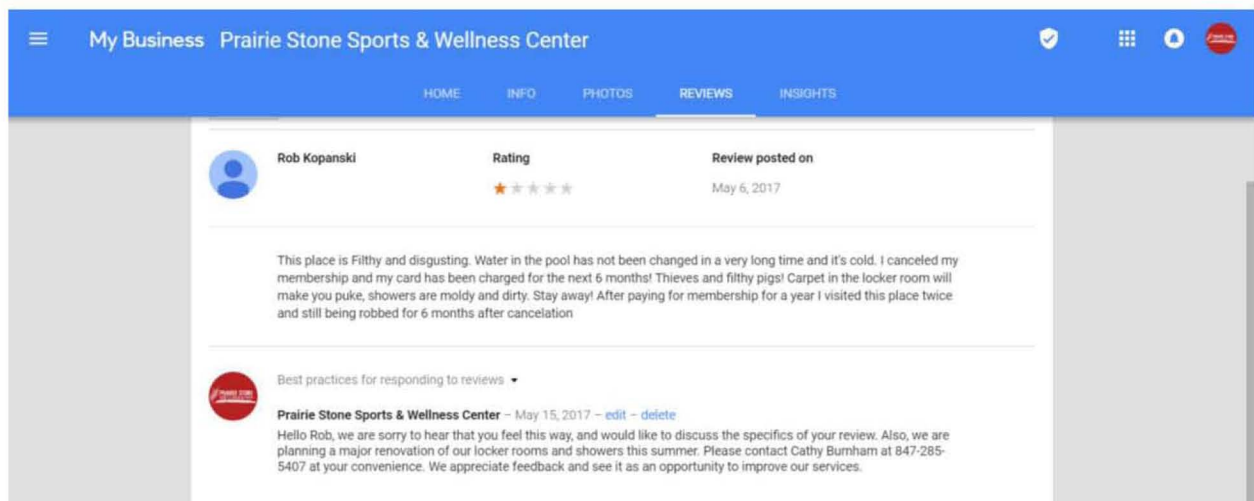 My Business Prairie Stone Sports & Wellness Center
HOME INFO PHOTOS REVIEWS INSIGHTS
Rob Kopanski Rating Review posted on
May 6, 2017
This place is Filthy and disgusting. Water in the pool has not been changed in a very long time and it's cold. I canceled my
membership and my card has been charged for the next 6 months! Thieves and filthy pigs! Carpet in the locker room will
make you puke, showers are moldy and dirty. Stay away! After paying for membership for a year I visited this place twice
and still being robbed for 6 months after cancelation
Best practices for responding to reviews
Prairie Stone Sports & Wellness Center – May 15, 2017 – edit – delete
Hello Rob, we are sorry to hear that you feel this way, and would like to discuss the specifics of your review. Also, we are
planning a major renovation of our locker rooms and showers this summer. Please contact Cathy Burnham at 847-285-
5407 at your convenience. We appreciate feedback and see it as an opportunity to improve our services.